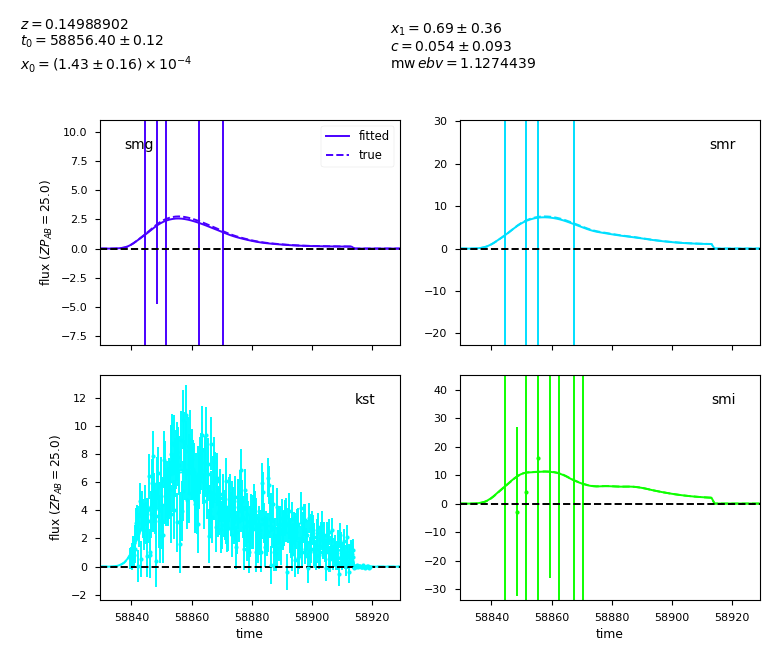 z = 0.14988902
t₀ = 58856.40 ± 0.12
x₀ = (1.43 ± 0.16) × 10⁻⁴
x₁ = 0.69 ± 0.36
c = 0.054 ± 0.093
mw ebv = 1.1274439
smg
fitted
true
10.0
7.5
5.0
2.5
0.0
−2.5
−5.0
−7.5
flux (ZP_AB = 25.0)
smr
30
20
10
0
−10
−20
kst
12
10
8
6
4
2
0
−2
flux (ZP_AB = 25.0)
58840 58860 58880 58900 58920
time
smi
40
30
20
10
0
−10
−20
−30
58840 58860 58880 58900 58920
time